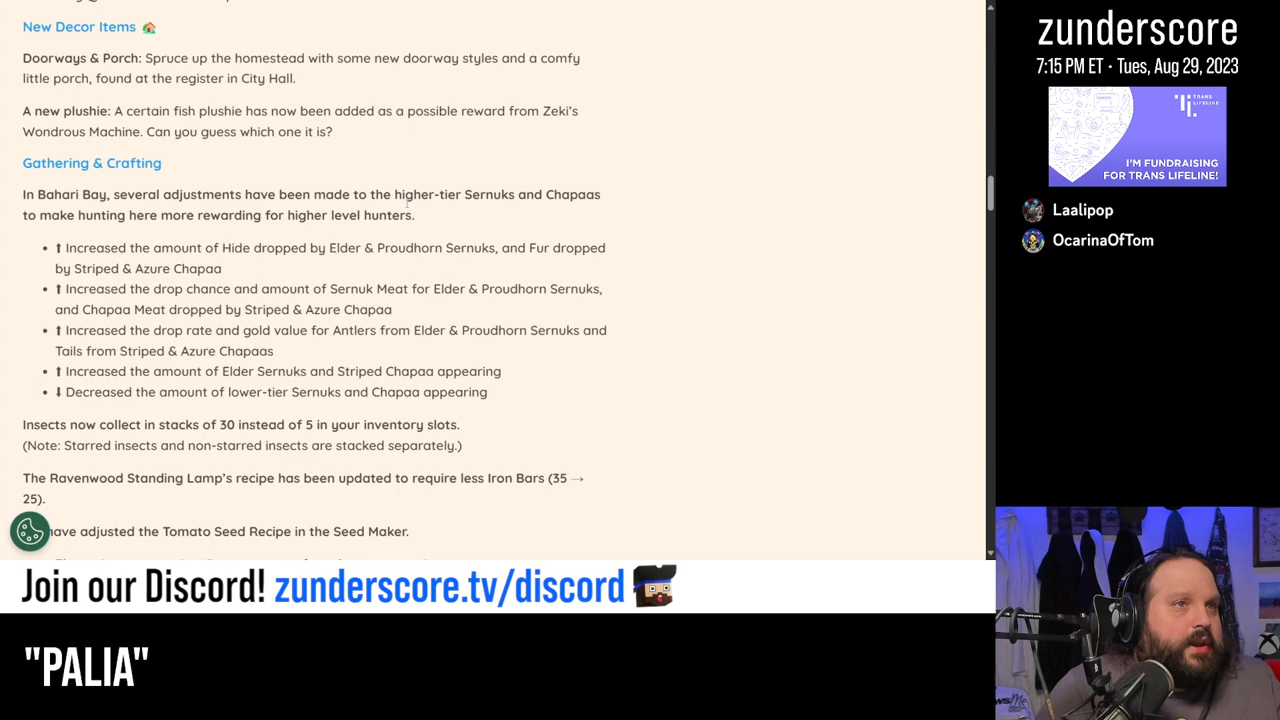 New Decor Items
Doorways & Porch: Spruce up the homestead with some new doorway styles and a comfy
little porch, found at the register in City Hall.
A new plushie: A certain fish plushie has now been added as a possible reward from Zeki's
Wondrous Machine. Can you guess which one it is?
Gathering & Crafting
In Bahari Bay, several adjustments have been made to the higher-tier Sernuks and Chapaas
to make hunting here more rewarding for higher level hunters.
• ⬆ Increased the amount of Hide dropped by Elder & Proudhorn Sernuks, and Fur dropped
by Striped & Azure Chapaa
• ⬆ Increased the drop chance and amount of Sernuk Meat for Elder & Proudhorn Sernuks,
and Chapaa Meat dropped by Striped & Azure Chapaa
• ⬆ Increased the drop rate and gold value for Antlers from Elder & Proudhorn Sernuks and
Tails from Striped & Azure Chapaas
• ⬆ Increased the amount of Elder Sernuks and Striped Chapaa appearing
• ⬇ Decreased the amount of lower-tier Sernuks and Chapaa appearing
Insects now collect in stacks of 30 instead of 5 in your inventory slots.
(Note: Starred insects and non-starred insects are stacked separately.)
The Ravenwood Standing Lamp's recipe has been updated to require less Iron Bars (35 →
25).
have adjusted the Tomato Seed Recipe in the Seed Maker.
Join our Discord! zunderscore.tv/discord
"PALIA"
zunderscore
7:15 PM ET · Tues, Aug 29, 2023
TRANS
LIFELINE
I'M FUNDRAISING
FOR TRANS LIFELINE!
Laalipop
OcarinaOfTom